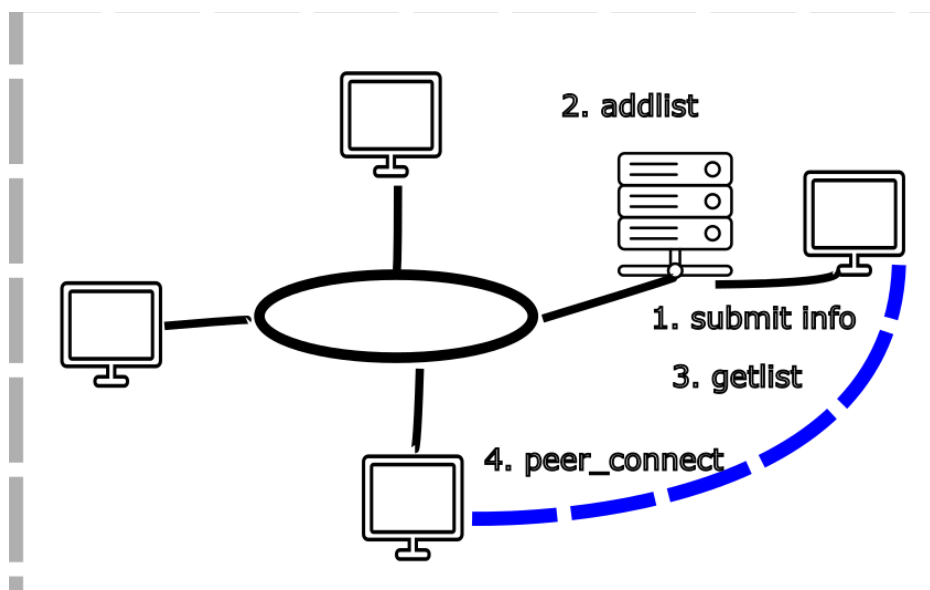 2. addlist
1. submit info
3. getlist
4. peer_connect